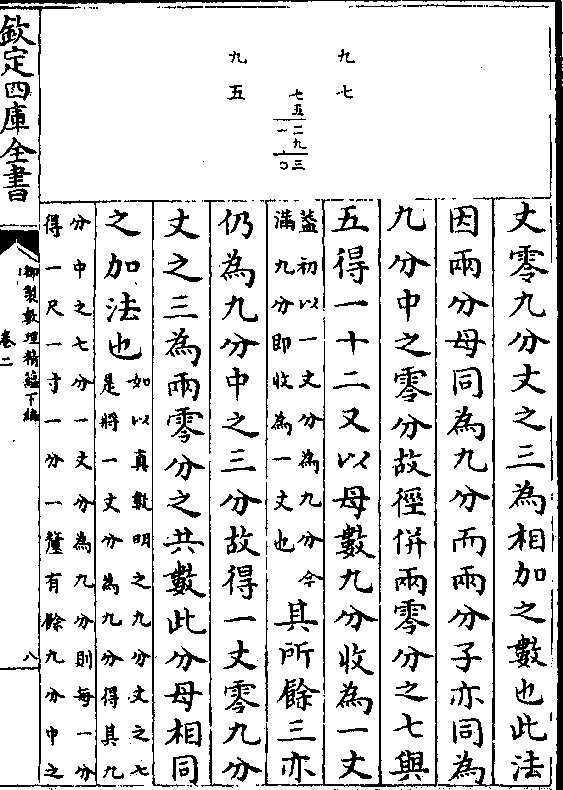 九七
七
五
一二
九
〇三
九五
丈零九分丈之三為相加之數也此法
因兩分母同為九分而兩分子亦同為
九分中之零分故徑併兩零分之七與
五得一十二又以母數九分收為一丈
蓋初以一丈分為九分今
滿九分即收為一丈也
其所餘三亦
仍為九分中之三分故得一丈零九分
丈之三為兩零分之共數此分母相同
之加法也
如以真數明之九分丈之七
是將一丈分為九分得其九
分中之七分一丈分為九分則每一分
得一尺一寸一分一釐有餘九分中之
欽定四庫全書
御製數理精蘊下編
卷二
八